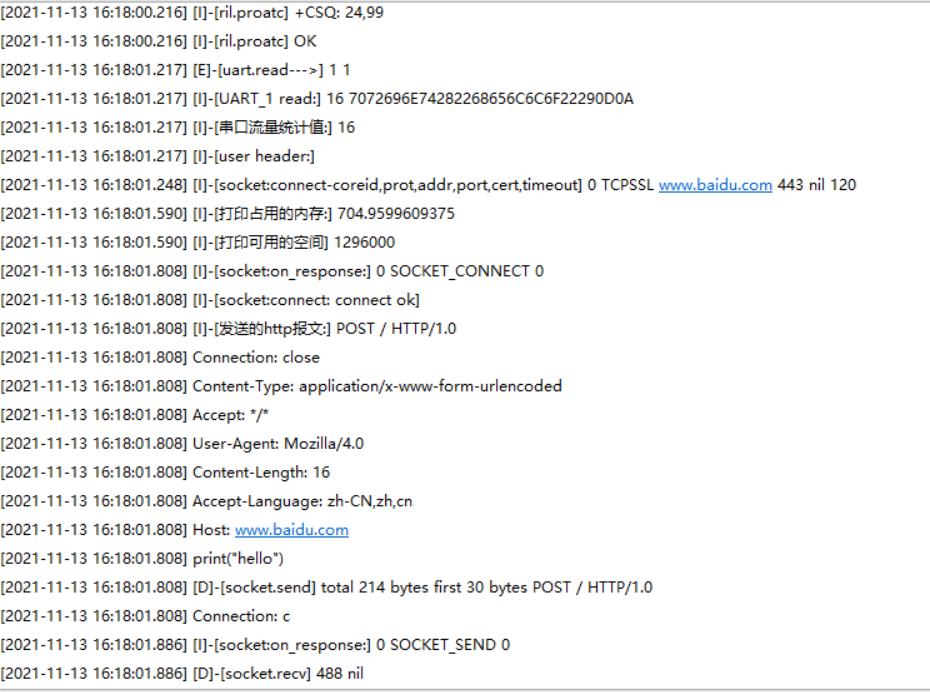 [2021-11-13 16:18:00.216] [I]-[ril.proatc] +CSQ: 24,99
[2021-11-13 16:18:00.216] [I]-[ril.proatc] OK
[2021-11-13 16:18:01.217] [E]-[uart.read--->] 1 1
[2021-11-13 16:18:01.217] [I]-[UART_1 read:] 16 7072696E74282268656C6C6F22290D0A
[2021-11-13 16:18:01.217] [I]-[串口流量统计值:] 16
[2021-11-13 16:18:01.217] [I]-[user header:]
[2021-11-13 16:18:01.248] [I]-[socket:connect-coreid,prot,addr,port,cert,timeout] 0 TCPSSL www.baidu.com 443 nil 120
[2021-11-13 16:18:01.590] [I]-[打印占用的内存:] 704.9599609375
[2021-11-13 16:18:01.590] [I]-[打印可用的空间] 1296000
[2021-11-13 16:18:01.808] [I]-[socket:on_response:] 0 SOCKET_CONNECT 0
[2021-11-13 16:18:01.808] [I]-[socket:connect: connect ok]
[2021-11-13 16:18:01.808] [I]-[发送的http报文:] POST / HTTP/1.0
[2021-11-13 16:18:01.808] Connection: close
[2021-11-13 16:18:01.808] Content-Type: application/x-www-form-urlencoded
[2021-11-13 16:18:01.808] Accept: */*
[2021-11-13 16:18:01.808] User-Agent: Mozilla/4.0
[2021-11-13 16:18:01.808] Content-Length: 16
[2021-11-13 16:18:01.808] Accept-Language: zh-CN,zh,cn
[2021-11-13 16:18:01.808] Host: www.baidu.com
[2021-11-13 16:18:01.808] print("hello")
[2021-11-13 16:18:01.808] [D]-[socket.send] total 214 bytes first 30 bytes POST / HTTP/1.0
[2021-11-13 16:18:01.808] Connection: c
[2021-11-13 16:18:01.886] [I]-[socket:on_response:] 0 SOCKET_SEND 0
[2021-11-13 16:18:01.886] [D]-[socket.recv] 488 nil